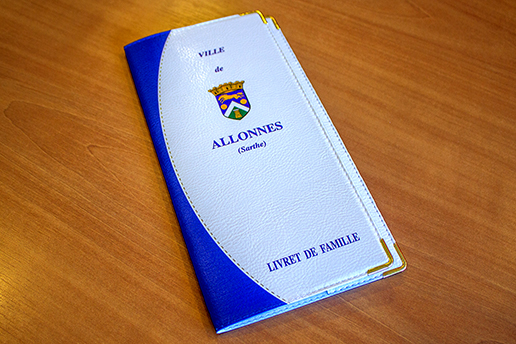 VILLE
de
ALLONNES
(Sarthe)
LIVRET DE FAMILLE